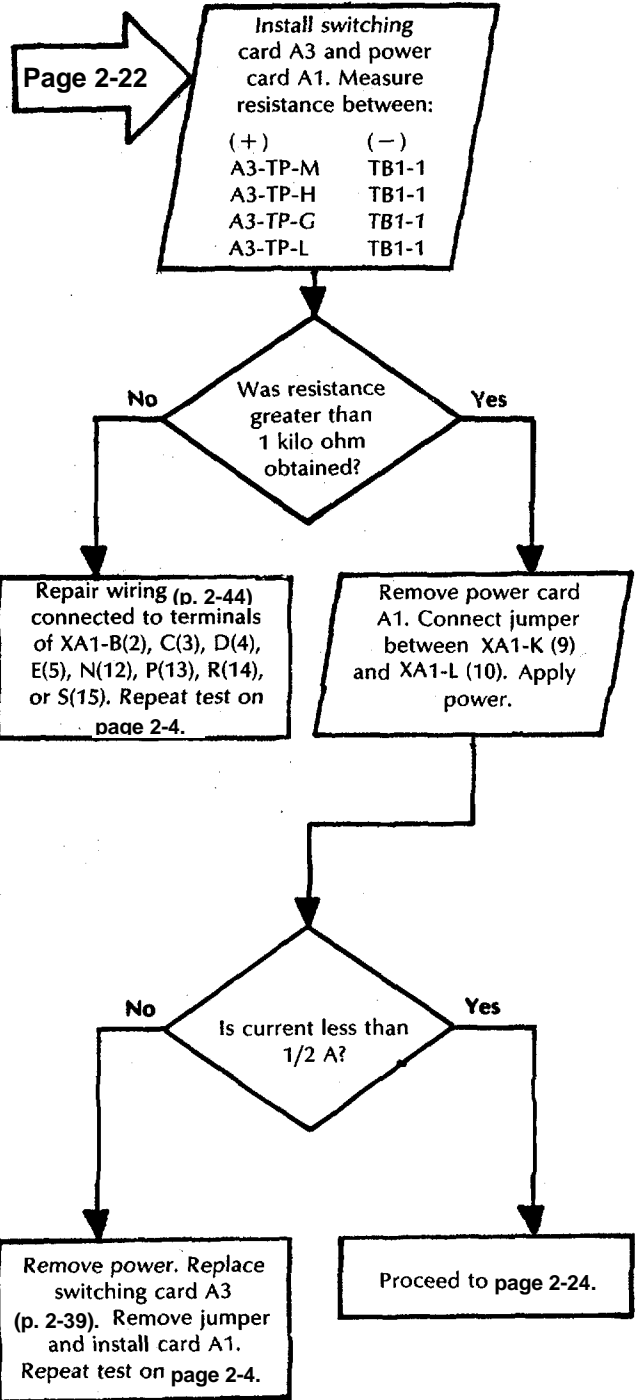 Page 2-22
Install switching
card A3 and power
card A1. Measure
resistance between:
(+) (−)
A3-TP-M TB1-1
A3-TP-H TB1-1
A3-TP-G TB1-1
A3-TP-L TB1-1
Was resistance
greater than
1 kilo ohm
obtained?
No
Yes
Repair wiring (p. 2-44)
connected to terminals
of XA1-B(2), C(3), D(4),
E(5), N(12), P(13), R(14),
or S(15). Repeat test on
page 2-4.
Remove power card
A1. Connect jumper
between XA1-K (9)
and XA1-L (10). Apply
power.
Is current less than
1/2 A?
No
Yes
Remove power. Replace
switching card A3
(p. 2-39). Remove jumper
and install card A1.
Repeat test on page 2-4.
Proceed to page 2-24.